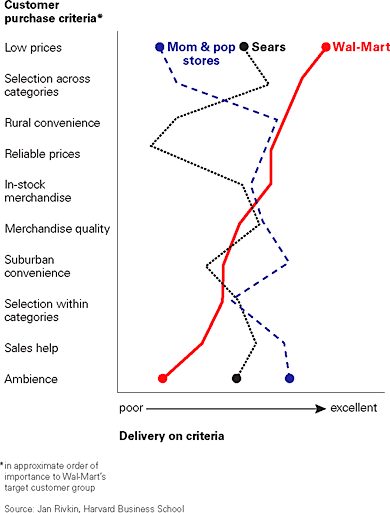 Customer
purchase criteria*
Low prices
Mom & pop
stores
Sears
Wal-Mart
Selection across
categories
Rural convenience
Reliable prices
In-stock
merchandise
Merchandise quality
Suburban
convenience
Selection within
categories
Sales help
Ambience
poor
excellent
Delivery on criteria
*in approximate order of
importance to Wal-Mart's
target customer group
Source: Jan Rivkin, Harvard Business School